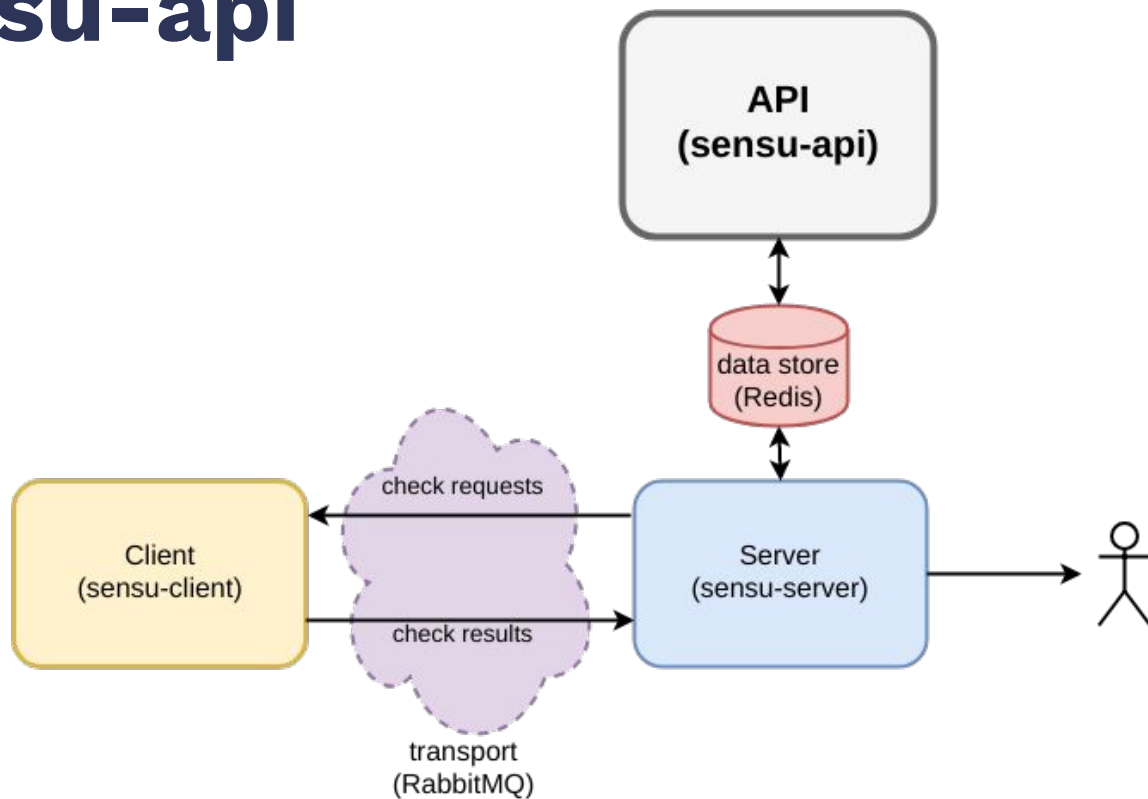 su-api
API
(sensu-api)
data store
(Redis)
check requests
Client
(sensu-client)
Server
(sensu-server)
check results
transport
(RabbitMQ)